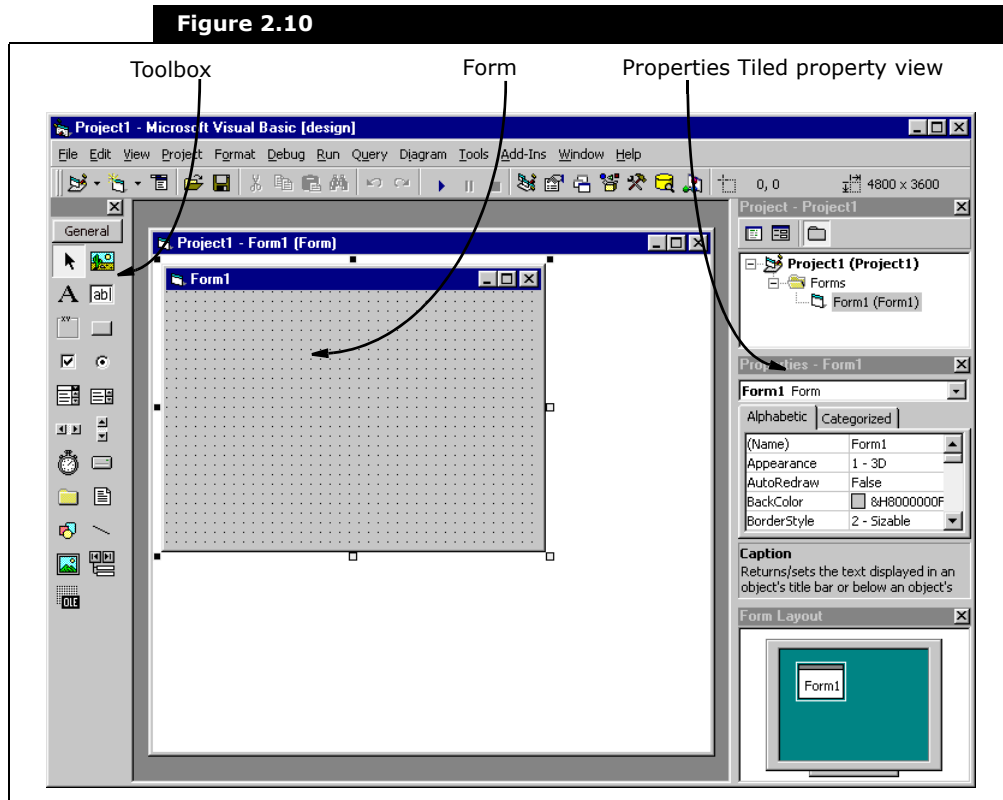 Figure 2.10
Toolbox
Form
Properties Tiled property view
Project1 - Microsoft Visual Basic [design]
File Edit View Project Format Debug Run Query Diagram Tools Add-Ins Window Help
0, 0
4800 x 3600
General
A
ab|
XY
OLE
Project1 - Form1 (Form)
Form1
Project - Project1
Project1 (Project1)
Forms
Form1 (Form1)
Properties - Form1
Form1 Form
Alphabetic Categorized
(Name) Form1
Appearance 1 - 3D
AutoRedraw False
BackColor &H8000000F
BorderStyle 2 - Sizable
Caption
Returns/sets the text displayed in an
object's title bar or below an object's
Form Layout
Form1